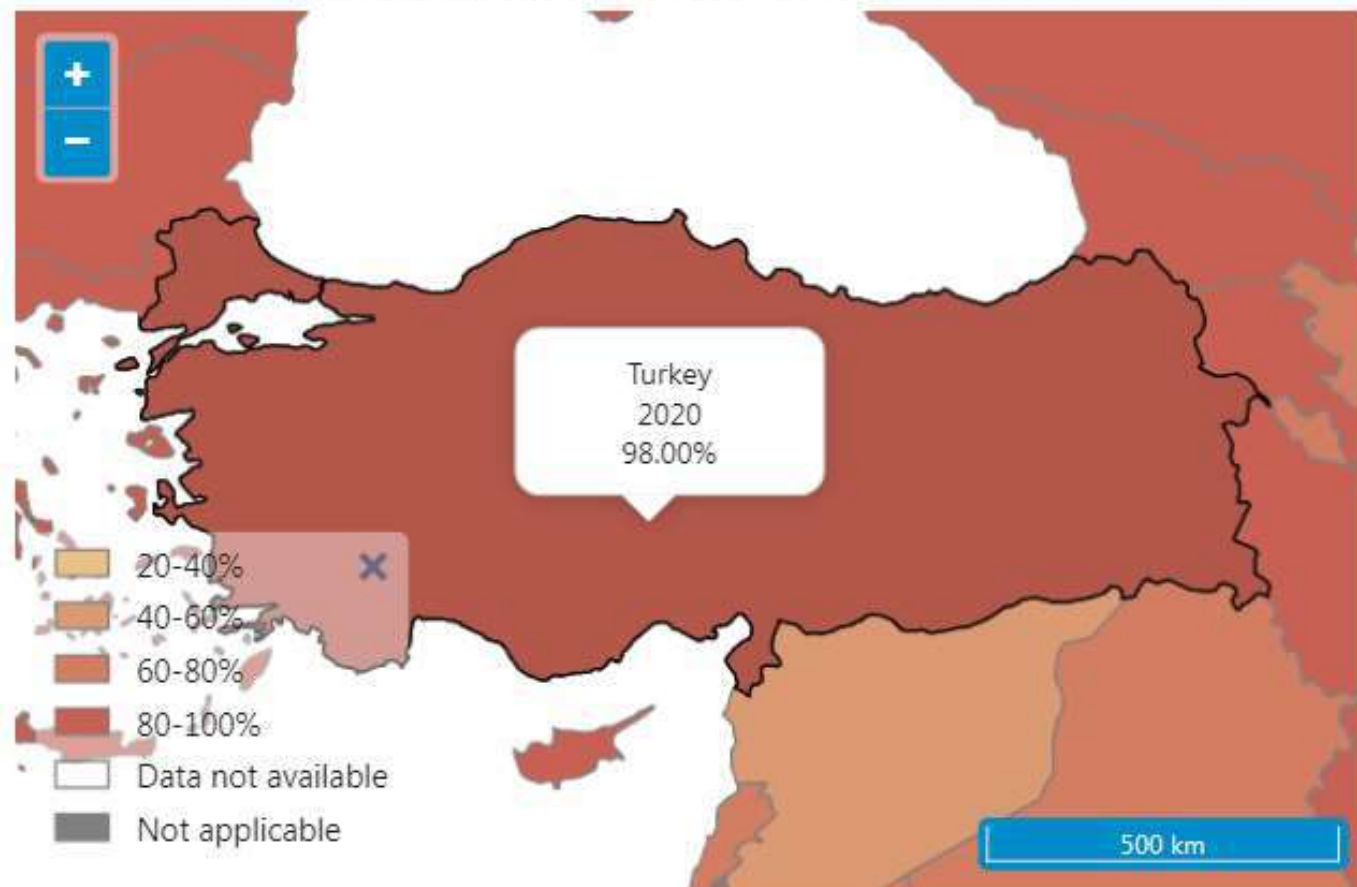 +
−
Turkey
2020
98.00%
20-40%
40-60%
60-80%
80-100%
Data not available
Not applicable
500 km